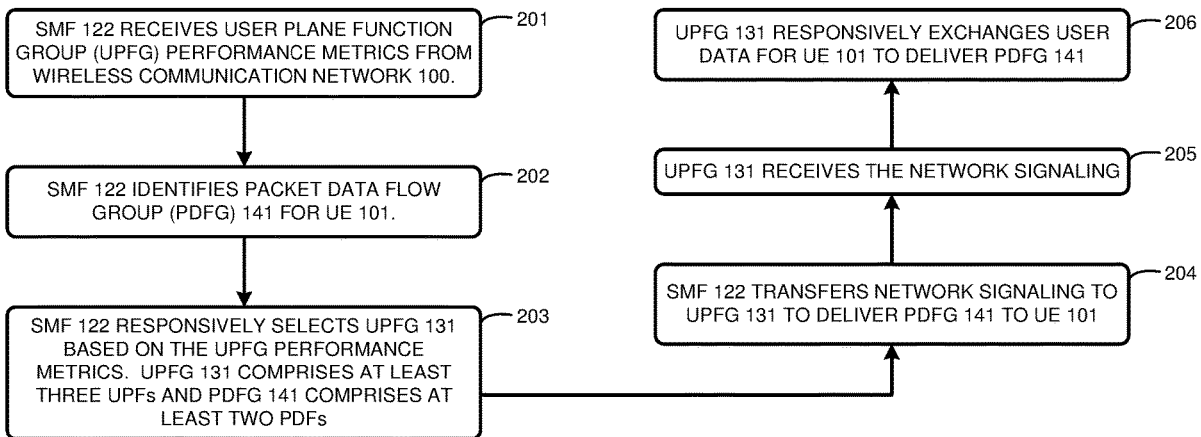 201
SMF 122 RECEIVES USER PLANE FUNCTION
GROUP (UPFG) PERFORMANCE METRICS FROM
WIRELESS COMMUNICATION NETWORK 100.
202
SMF 122 IDENTIFIES PACKET DATA FLOW
GROUP (PDFG) 141 FOR UE 101.
203
SMF 122 RESPONSIVELY SELECTS UPFG 131
BASED ON THE UPFG PERFORMANCE
METRICS. UPFG 131 COMPRISES AT LEAST
THREE UPFs AND PDFG 141 COMPRISES AT
LEAST TWO PDFs
204
SMF 122 TRANSFERS NETWORK SIGNALING TO
UPFG 131 TO DELIVER PDFG 141 TO UE 101
205
UPFG 131 RECEIVES THE NETWORK SIGNALING
206
UPFG 131 RESPONSIVELY EXCHANGES USER
DATA FOR UE 101 TO DELIVER PDFG 141